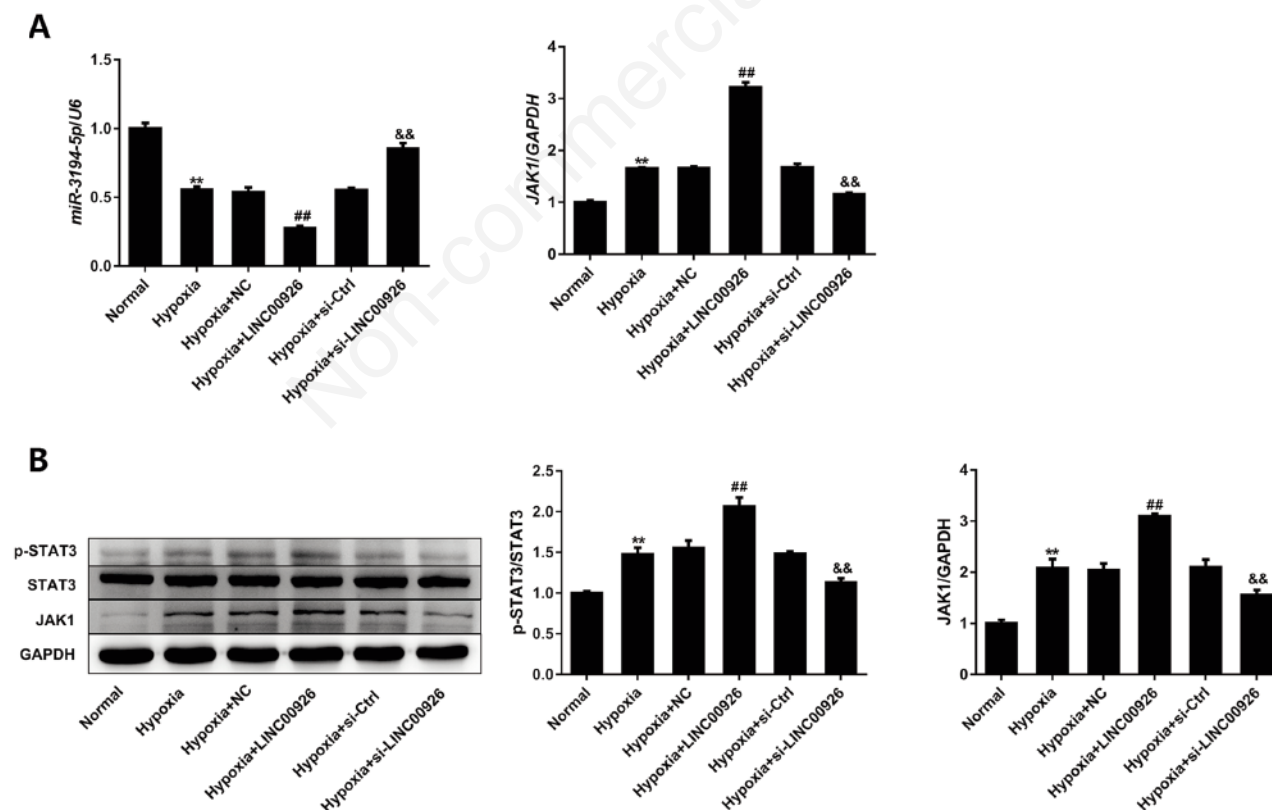 A
miR-3194-5p/U6
1.5
1.0
0.5
0.0
**
##
&&
Normal
Hypoxia
Hypoxia+NC
Hypoxia+LINC00926
Hypoxia+si-Ctrl
Hypoxia+si-LINC00926
JAK1/GAPDH
4
3
2
1
0
**
##
&&
Normal
Hypoxia
Hypoxia+NC
Hypoxia+LINC00926
Hypoxia+si-Ctrl
Hypoxia+si-LINC00926
Non-commercia
B
p-STAT3
STAT3
JAK1
GAPDH
Normal
Hypoxia
Hypoxia+NC
Hypoxia+LINC00926
Hypoxia+si-Ctrl
Hypoxia+si-LINC00926
p-STAT3/STAT3
2.5
2.0
1.5
1.0
0.5
0.0
**
##
&&
Normal
Hypoxia
Hypoxia+NC
Hypoxia+LINC00926
Hypoxia+si-Ctrl
Hypoxia+si-LINC00926
JAK1/GAPDH
4
3
2
1
0
**
##
&&
Normal
Hypoxia
Hypoxia+NC
Hypoxia+LINC00926
Hypoxia+si-Ctrl
Hypoxia+si-LINC00926